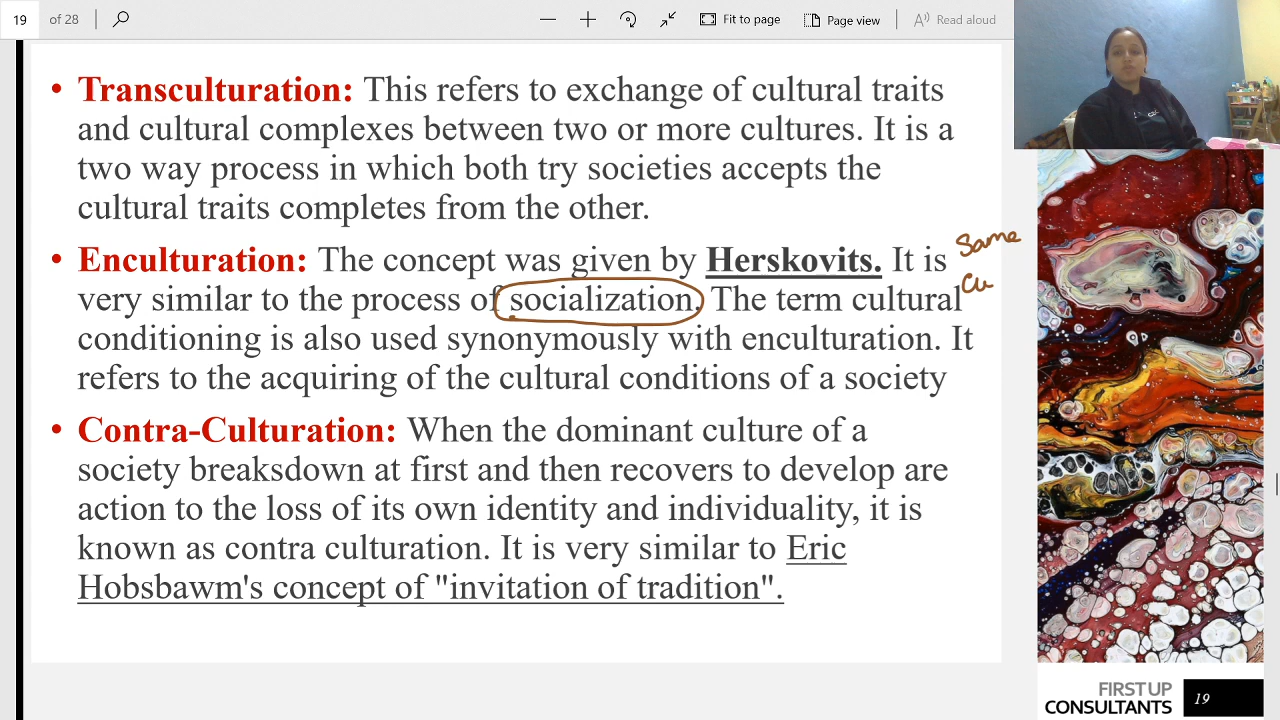 19 of 28 Fit to page Page view Read aloud
• Transculturation: This refers to exchange of cultural traits
and cultural complexes between two or more cultures. It is a
two way process in which both try societies accepts the
cultural traits completes from the other.
• Enculturation: The concept was given by Herskovits. It is
Same
very similar to the process of socialization. The term cultural
Cu
conditioning is also used synonymously with enculturation. It
refers to the acquiring of the cultural conditions of a society
• Contra-Culturation: When the dominant culture of a
society breaksdown at first and then recovers to develop are
action to the loss of its own identity and individuality, it is
known as contra culturation. It is very similar to Eric
Hobsbawm's concept of "invitation of tradition".
FIRST UP
CONSULTANTS
19